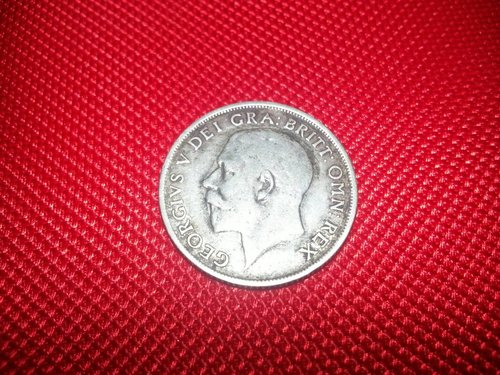 GEORGIVS V DEI GRA: BRITT: OMN: REX